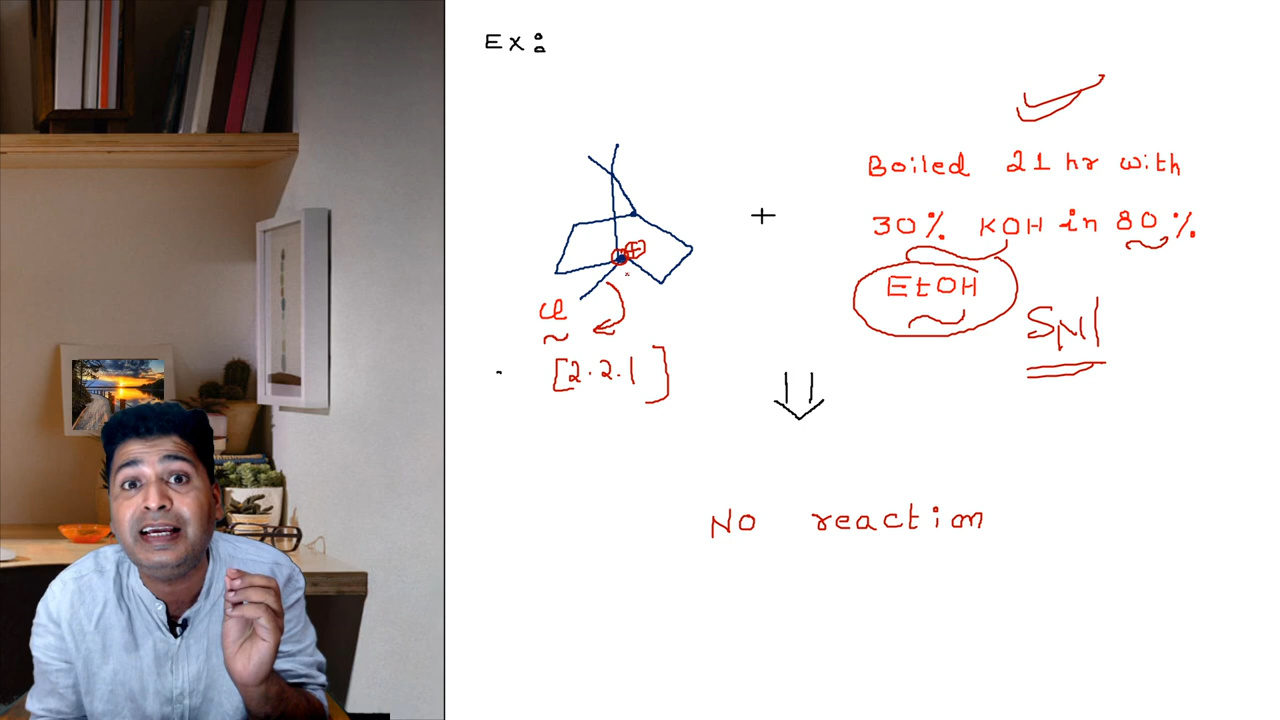 Ex:
Boiled 21 hr with
30% KOH in 80%
EtOH
SN1
Cl
[2.2.1]
No reaction